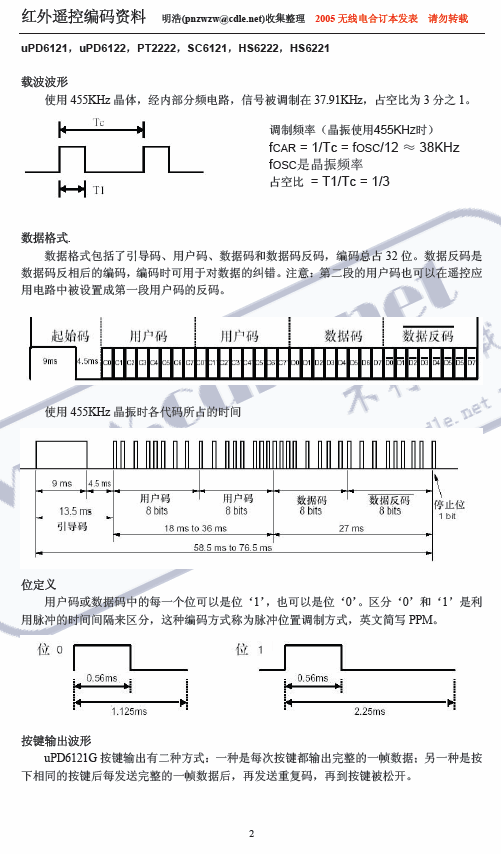 红外遥控编码资料 明浩(pnzwzw@cdle.net)收集整理 2005 无线电合订本发表 请勿转载
uPD6121，uPD6122，PT2222，SC6121，HS6222，HS6221
载波波形
使用 455KHz 晶体，经内部分频电路，信号被调制在 37.91KHz，占空比为 3 分之 1。
Tc
T1
调制频率（晶振使用455KHz时）
fCAR = 1/Tc = fOSC/12 ≈ 38KHz
fOSC是晶振频率
占空比 = T1/Tc = 1/3
数据格式.
数据格式包括了引导码、用户码、数据码和数据码反码，编码总占 32 位。数据反码是
数据码反相后的编码，编码时可用于对数据的纠错。注意：第二段的用户码也可以在遥控应
用电路中被设置成第一段用户码的反码。
起始码 用户码 用户码 数据码 数据反码
9ms 4.5ms C0 C1 C2 C3 C4 C5 C6 C7 C0 C1 C2 C3 C4 C5 C6 C7 D0 D1 D2 D3 D4 D5 D6 D7 D0 D1 D2 D3 D4 D5 D6 D7
使用 455KHz 晶振时各代码所占的时间
9 ms 4.5 ms
用户码 用户码 数据码 数据反码
8 bits 8 bits 8 bits 8 bits
停止位
1 bit
13.5 ms
引导码
18 ms to 36 ms 27 ms
58.5 ms to 76.5 ms
位定义
用户码或数据码中的每一个位可以是位‘1’，也可以是位‘0’。区分‘0’和‘1’是利
用脉冲的时间间隔来区分，这种编码方式称为脉冲位置调制方式，英文简写 PPM。
位 0 位 1
0.56ms 0.56ms
1.125ms 2.25ms
按键输出波形
uPD6121G 按键输出有二种方式：一种是每次按键都输出完整的一帧数据；另一种是按
下相同的按键后每发送完整的一帧数据后，再发送重复码，再到按键被松开。
2